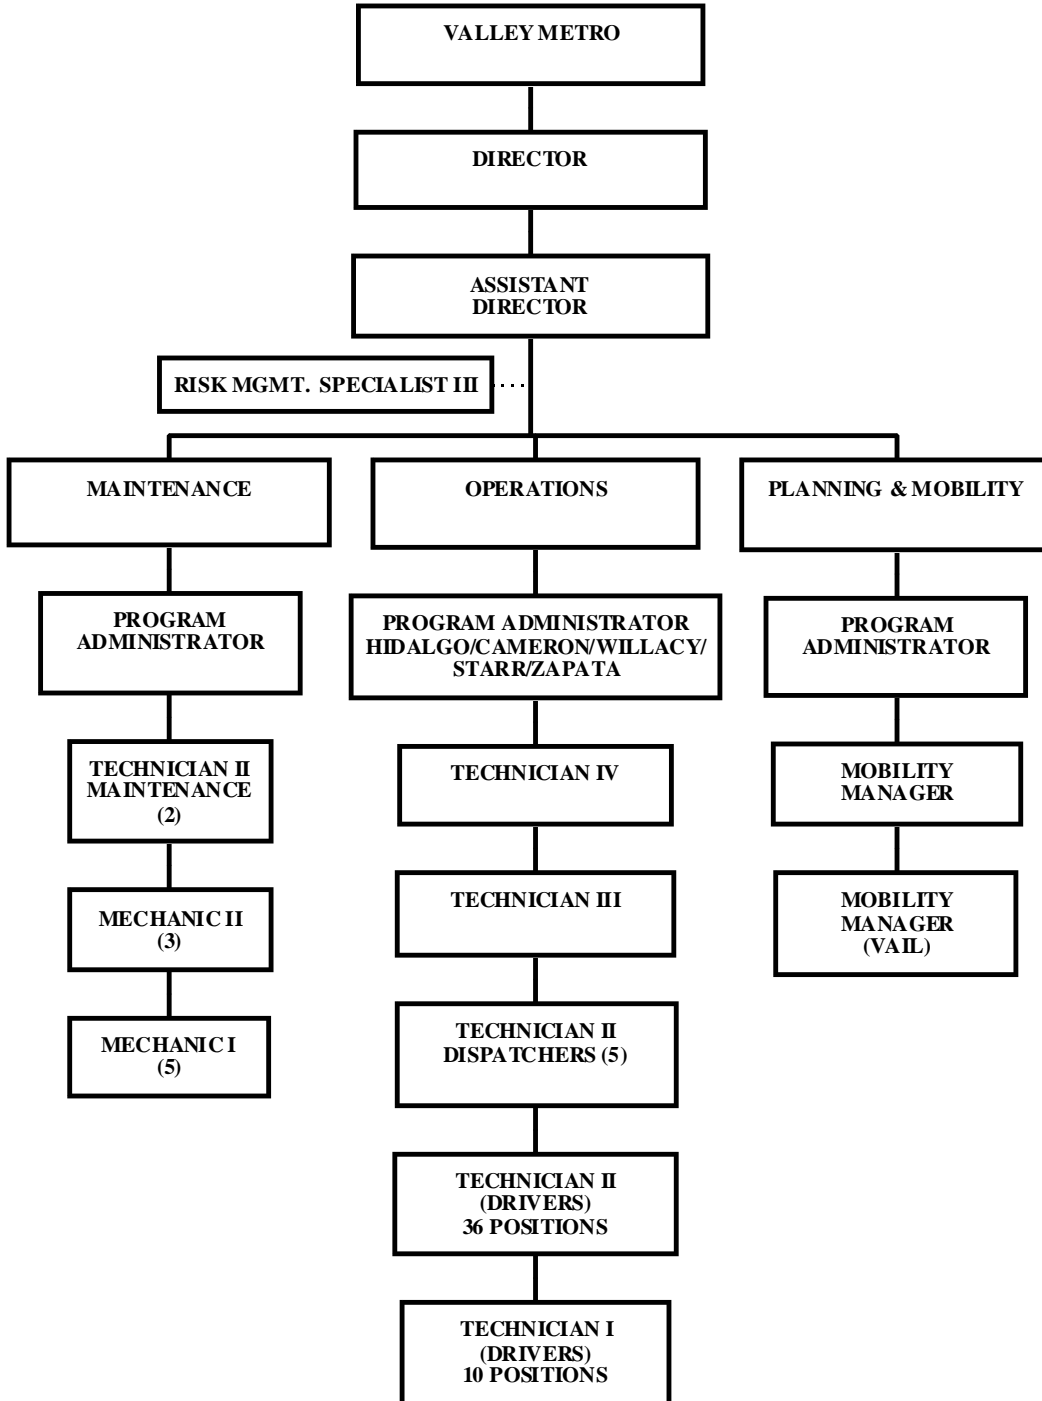 VALLEY METRO
DIRECTOR
ASSISTANT
DIRECTOR
RISK MGMT. SPECIALIST III
MAINTENANCE
OPERATIONS
PLANNING & MOBILITY
PROGRAM
ADMINISTRATOR
PROGRAM ADMINISTRATOR
HIDALGO/CAMERON/WILLACY/
STARR/ZAPATA
PROGRAM
ADMINISTRATOR
TECHNICIAN II
MAINTENANCE
(2)
TECHNICIAN IV
MOBILITY
MANAGER
MECHANIC II
(3)
TECHNICIAN III
MOBILITY
MANAGER
(VAIL)
MECHANIC I
(5)
TECHNICIAN II
DISPATCHERS (5)
TECHNICIAN II
(DRIVERS)
36 POSITIONS
TECHNICIAN I
(DRIVERS)
10 POSITIONS